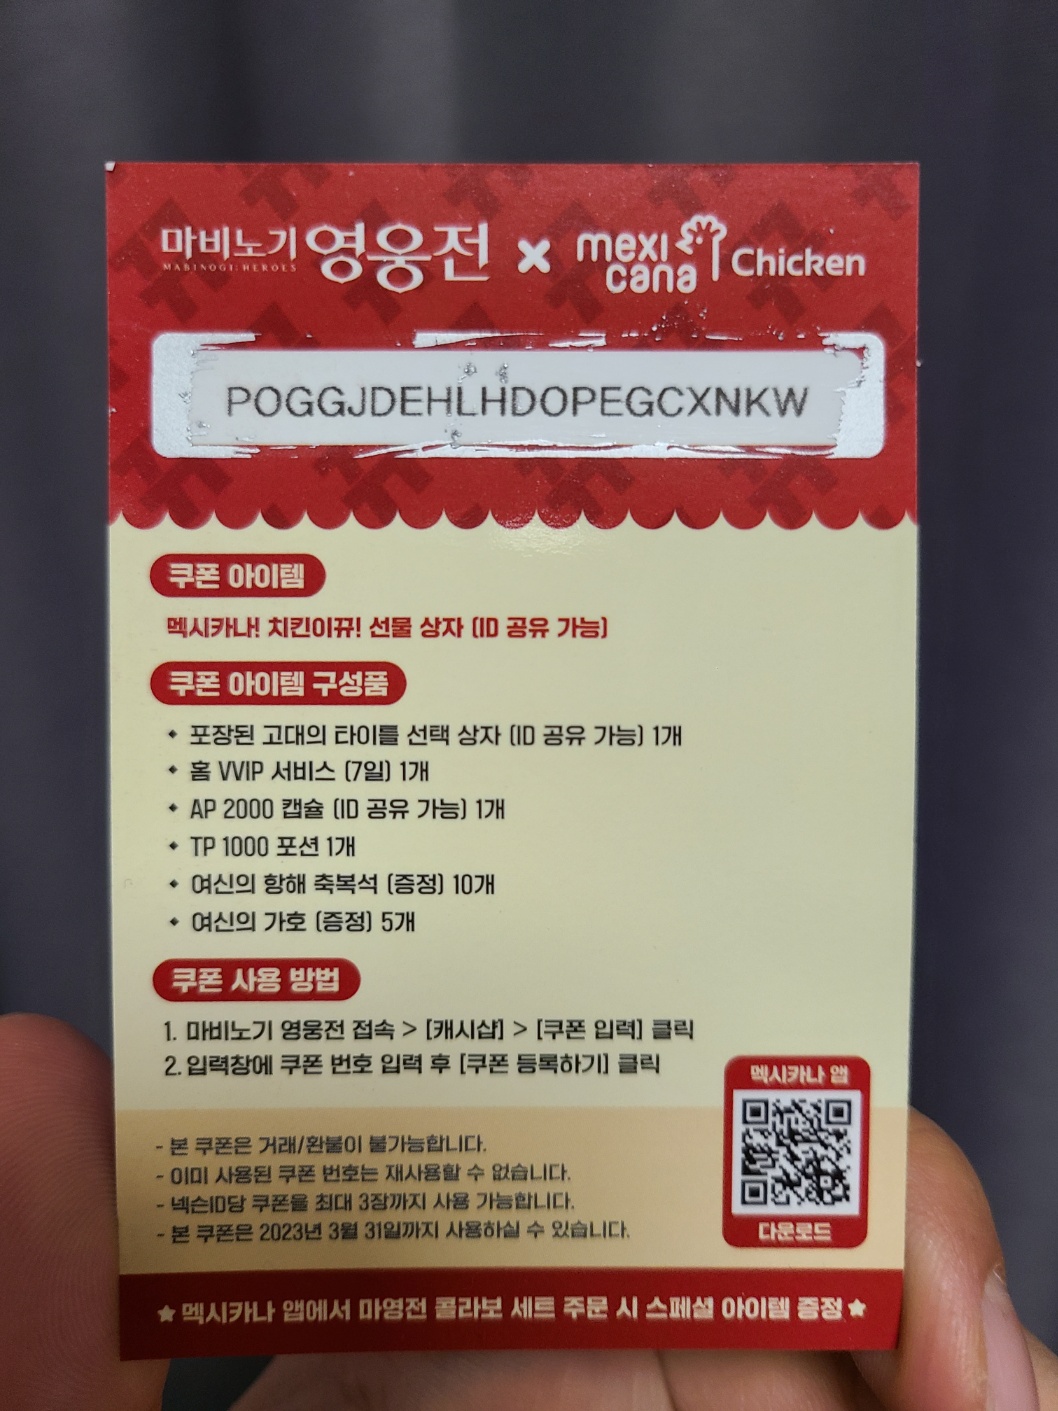 마비노기 영웅전 × mexicana Chicken
MABINOGI: HEROES
POGGJDEHLHDOPEGCXNKW
쿠폰 아이템
멕시카나! 치킨이뀨! 선물 상자 (ID 공유 가능)
쿠폰 아이템 구성품
• 포장된 고대의 타이틀 선택 상자 (ID 공유 가능) 1개
• 홈 VVIP 서비스 (7일) 1개
• AP 2000 캡슐 (ID 공유 가능) 1개
• TP 1000 포션 1개
• 여신의 항해 축복석 (증정) 10개
• 여신의 가호 (증정) 5개
쿠폰 사용 방법
1. 마비노기 영웅전 접속 > [캐시샵] > [쿠폰 입력] 클릭
2. 입력창에 쿠폰 번호 입력 후 [쿠폰 등록하기] 클릭
멕시카나 앱
다운로드
- 본 쿠폰은 거래/환불이 불가능합니다.
- 이미 사용된 쿠폰 번호는 재사용할 수 없습니다.
- 넥슨ID당 쿠폰을 최대 3장까지 사용 가능합니다.
- 본 쿠폰은 2023년 3월 31일까지 사용하실 수 있습니다.
★ 멕시카나 앱에서 마영전 콜라보 세트 주문 시 스페셜 아이템 증정 ★